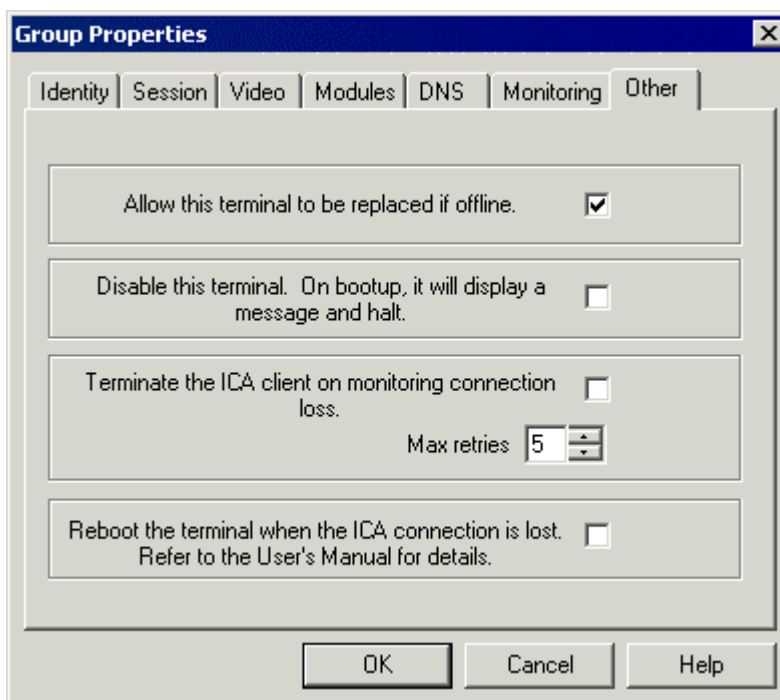 Group Properties
Identity Session Video Modules DNS Monitoring Other
Allow this terminal to be replaced if offline.
Disable this terminal.  On bootup, it will display a
message and halt.
Terminate the ICA client on monitoring connection
loss.
Max retries 5
Reboot the terminal when the ICA connection is lost.
Refer to the User's Manual for details.
OK Cancel Help